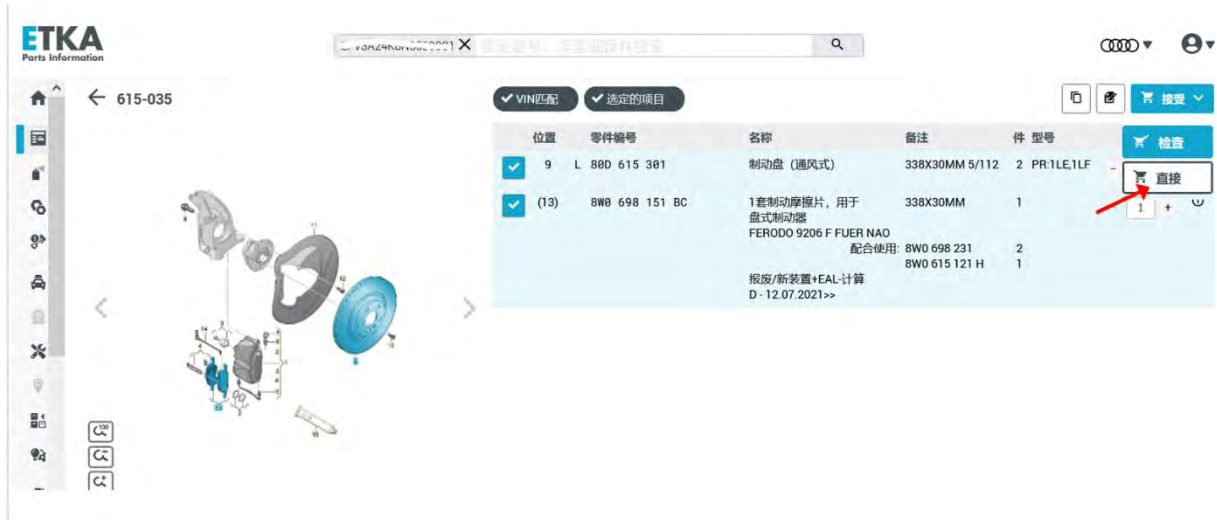 ETKA
Parts Information
615-035
VIN匹配
选定的项目
接受
检查
直接
位置 零件编号 名称 备注 件 型号
9 L 80D 615 301 制动盘（通风式） 338X30MM 5/112 2 PR:1LE,1LF
(13) 8W0 698 151 BC 1套制动摩擦片，用于 338X30MM 1
盘式制动器
FERODO 9206 F FUER NAO
配合使用: 8W0 698 231 2
8W0 615 121 H 1
报废/新装置+EAL-计算
D - 12.07.2021>>
1 +